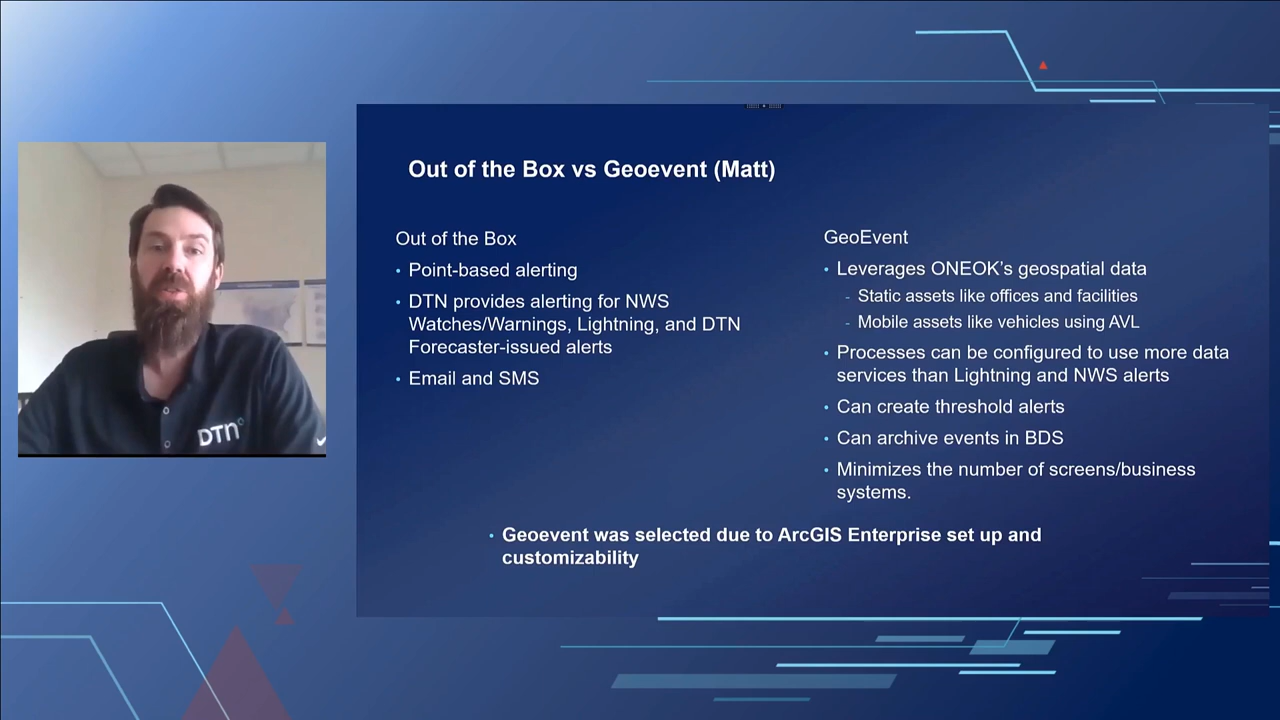 Out of the Box vs Geoevent (Matt)
Out of the Box
• Point-based alerting
• DTN provides alerting for NWS
Watches/Warnings, Lightning, and DTN
Forecaster-issued alerts
• Email and SMS
GeoEvent
• Leverages ONEOK's geospatial data
- Static assets like offices and facilities
- Mobile assets like vehicles using AVL
• Processes can be configured to use more data
services than Lightning and NWS alerts
• Can create threshold alerts
• Can archive events in BDS
• Minimizes the number of screens/business
systems.
• Geoevent was selected due to ArcGIS Enterprise set up and
customizability
DTN